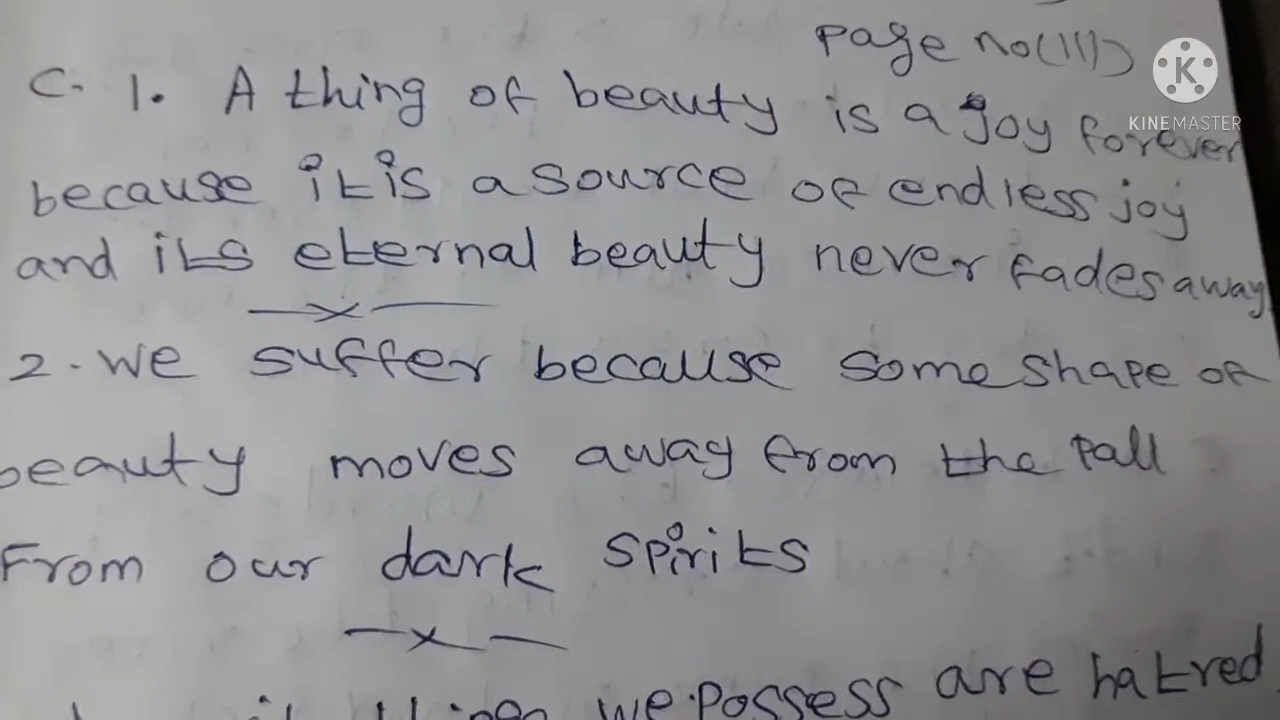 Page no(111)
C. 1. A thing of beauty is a joy forever
because it is a source of endless joy
and its eternal beauty never fades away
—x—
2. We suffer because some shape of
beauty moves away from the pall
From our dark spirits
—x—
we possess are hatred
K
KINEMASTER